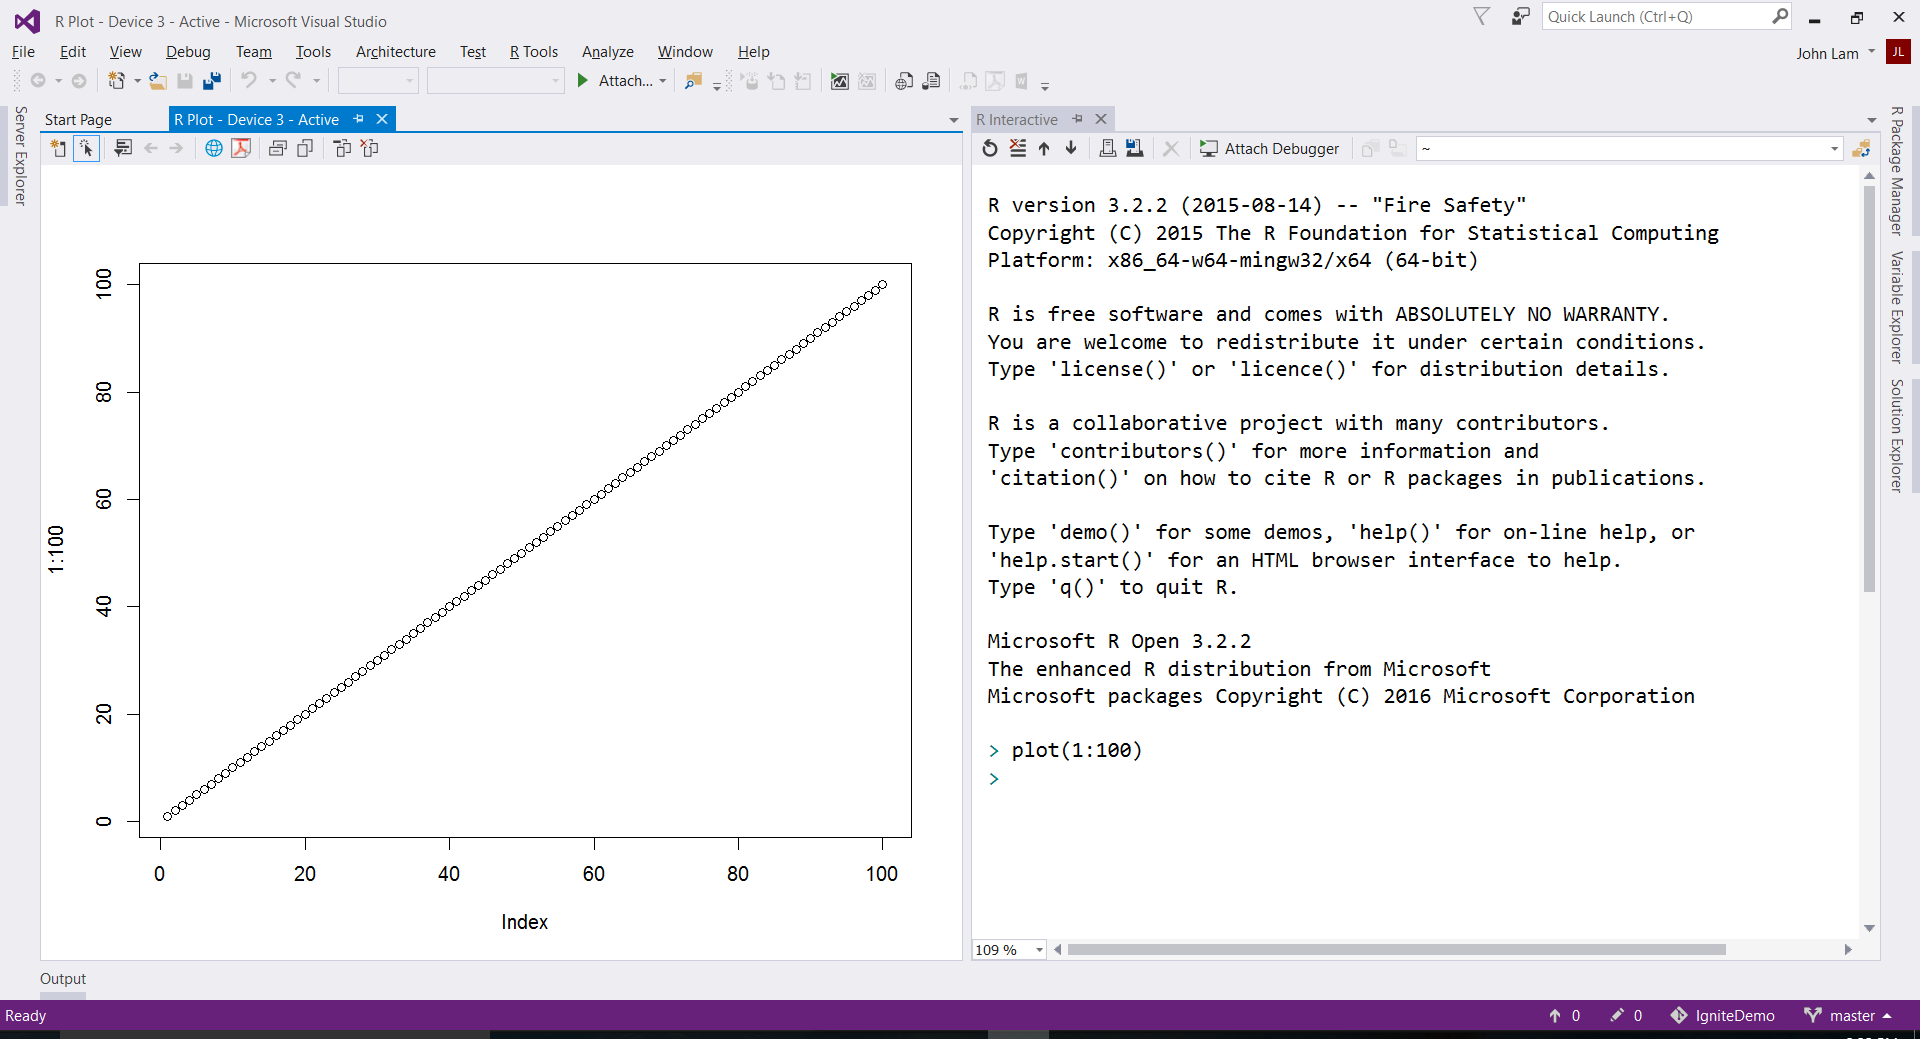 R Plot - Device 3 - Active - Microsoft Visual Studio
Quick Launch (Ctrl+Q)
File Edit View Debug Team Tools Architecture Test R Tools Analyze Window Help
John Lam JL
Attach...
Server Explorer
Start Page
R Plot - Device 3 - Active
100
80
60
40
20
0
1:100
0 20 40 60 80 100
Index
R Interactive
Attach Debugger
~
R version 3.2.2 (2015-08-14) -- "Fire Safety"
Copyright (C) 2015 The R Foundation for Statistical Computing
Platform: x86_64-w64-mingw32/x64 (64-bit)
R is free software and comes with ABSOLUTELY NO WARRANTY.
You are welcome to redistribute it under certain conditions.
Type 'license()' or 'licence()' for distribution details.
R is a collaborative project with many contributors.
Type 'contributors()' for more information and
'citation()' on how to cite R or R packages in publications.
Type 'demo()' for some demos, 'help()' for on-line help, or
'help.start()' for an HTML browser interface to help.
Type 'q()' to quit R.
Microsoft R Open 3.2.2
The enhanced R distribution from Microsoft
Microsoft packages Copyright (C) 2016 Microsoft Corporation
> plot(1:100)
>
109 %
R Package Manager
Variable Explorer
Solution Explorer
Output
Ready
0 0 IgniteDemo master